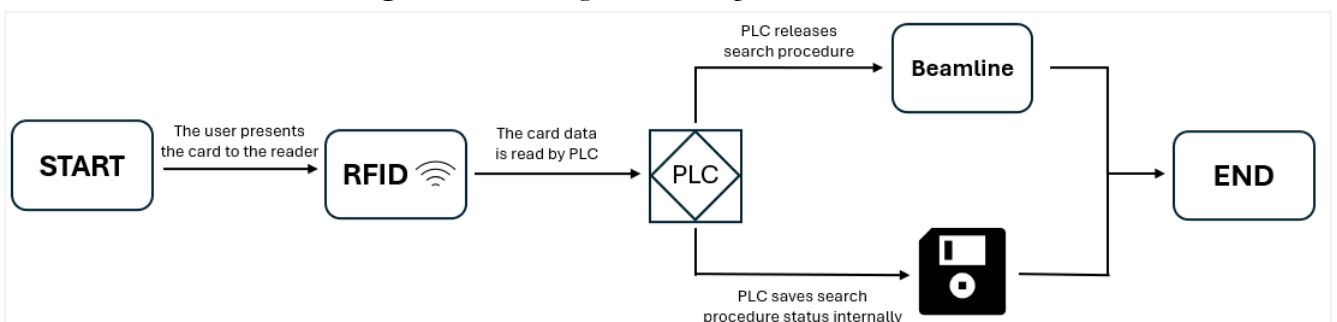 PLC releases
search procedure
Beamline
START
The user presents
the card to the reader
RFID
The card data
is read by PLC
PLC
END
PLC saves search
procedure status internally